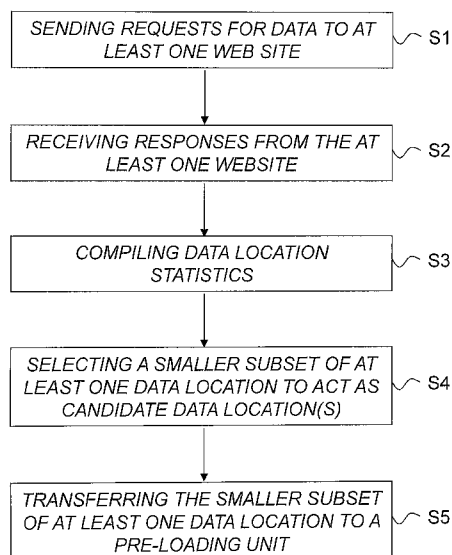 SENDING REQUESTS FOR DATA TO AT
LEAST ONE WEB SITE
S1
RECEIVING RESPONSES FROM THE AT
LEAST ONE WEBSITE
S2
COMPILING DATA LOCATION
STATISTICS
S3
SELECTING A SMALLER SUBSET OF AT
LEAST ONE DATA LOCATION TO ACT AS
CANDIDATE DATA LOCATION(S)
S4
TRANSFERRING THE SMALLER SUBSET
OF AT LEAST ONE DATA LOCATION TO A
PRE-LOADING UNIT
S5